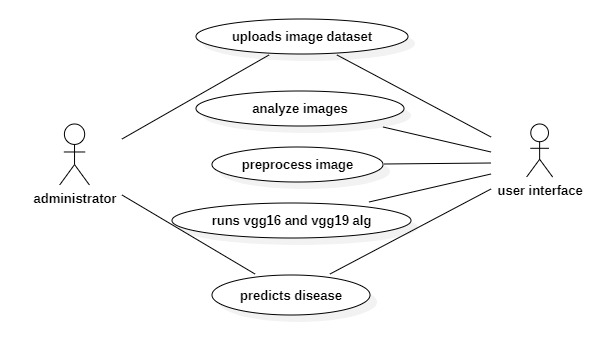 uploads image dataset
analyze images
preprocess image
administrator
user interface
runs vgg16 and vgg19 alg
predicts disease